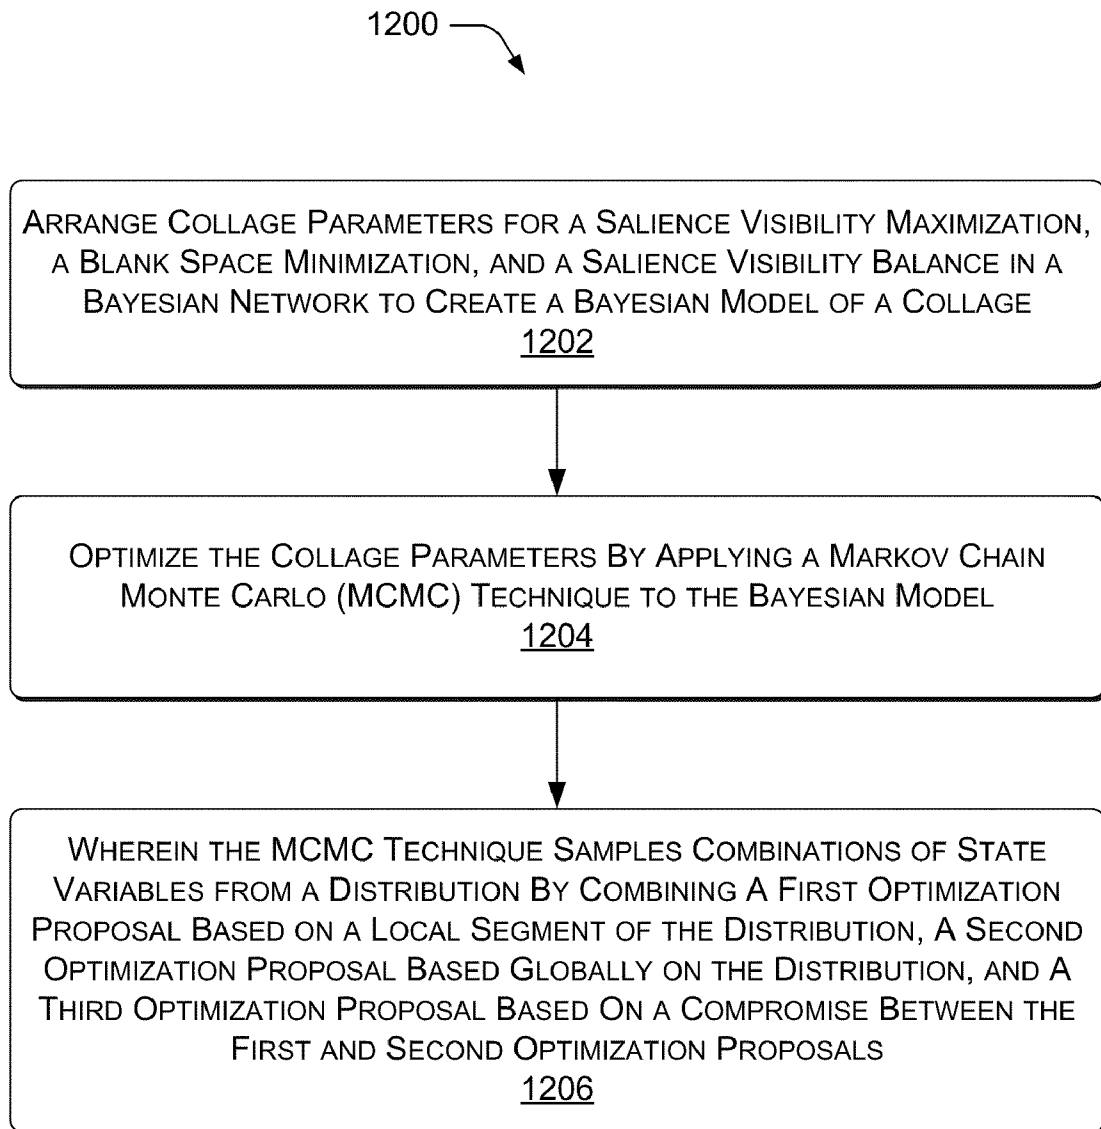 1200
ARRANGE COLLAGE PARAMETERS FOR A SALIENCE VISIBILITY MAXIMIZATION,
A BLANK SPACE MINIMIZATION, AND A SALIENCE VISIBILITY BALANCE IN A
BAYESIAN NETWORK TO CREATE A BAYESIAN MODEL OF A COLLAGE
1202
OPTIMIZE THE COLLAGE PARAMETERS BY APPLYING A MARKOV CHAIN
MONTE CARLO (MCMC) TECHNIQUE TO THE BAYESIAN MODEL
1204
WHEREIN THE MCMC TECHNIQUE SAMPLES COMBINATIONS OF STATE
VARIABLES FROM A DISTRIBUTION BY COMBINING A FIRST OPTIMIZATION
PROPOSAL BASED ON A LOCAL SEGMENT OF THE DISTRIBUTION, A SECOND
OPTIMIZATION PROPOSAL BASED GLOBALLY ON THE DISTRIBUTION, AND A
THIRD OPTIMIZATION PROPOSAL BASED ON A COMPROMISE BETWEEN THE
FIRST AND SECOND OPTIMIZATION PROPOSALS
1206